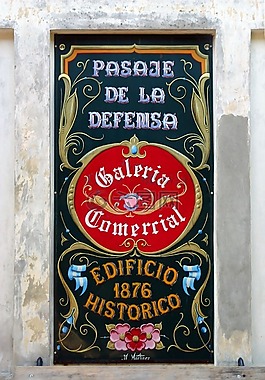 PASAJE
DE LA
DEFENSA
Galeria
Comercial
EDIFICIO
1876
HISTORICO